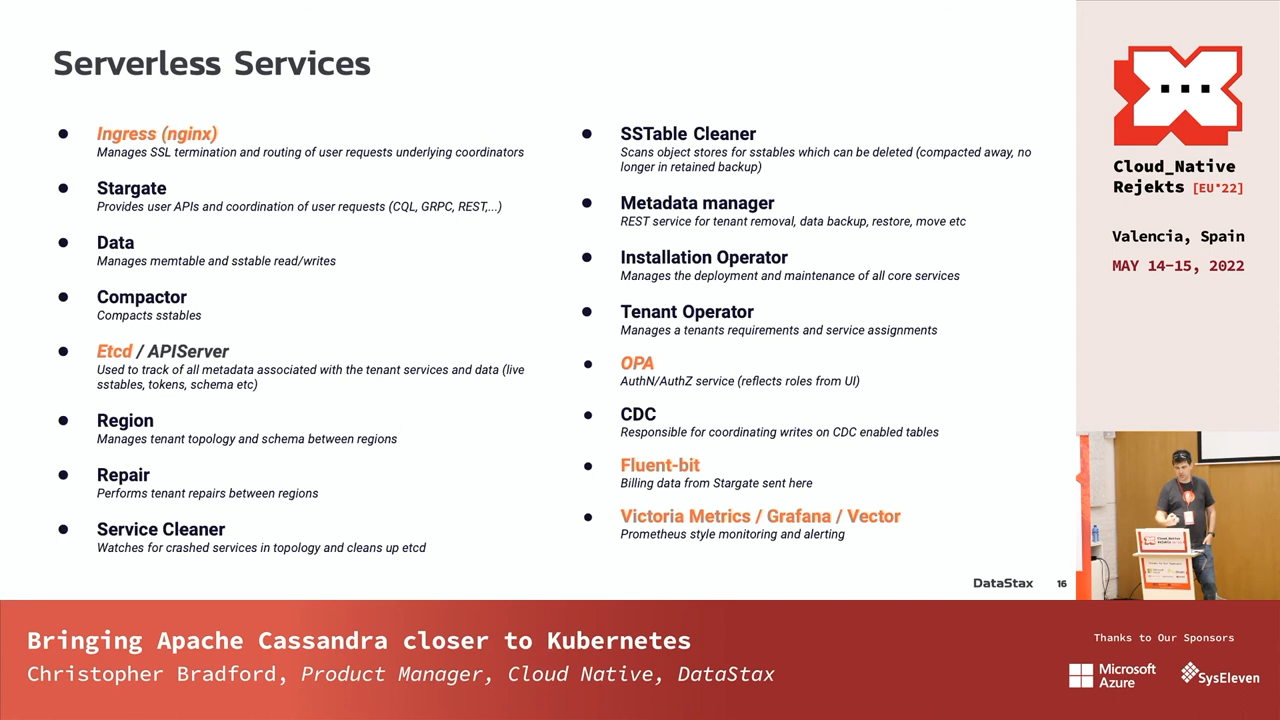 Serverless Services
Ingress (nginx)
Manages SSL termination and routing of user requests underlying coordinators
Stargate
Provides user APIs and coordination of user requests (CQL, GRPC, REST,...)
Data
Manages memtable and sstable read/writes
Compactor
Compacts sstables
Etcd / APIServer
Used to track of all metadata associated with the tenant services and data (live
sstables, tokens, schema etc)
Region
Manages tenant topology and schema between regions
Repair
Performs tenant repairs between regions
Service Cleaner
Watches for crashed services in topology and cleans up etcd
SSTable Cleaner
Scans object stores for sstables which can be deleted (compacted away, no
longer in retained backup)
Metadata manager
REST service for tenant removal, data backup, restore, move etc
Installation Operator
Manages the deployment and maintenance of all core services
Tenant Operator
Manages a tenants requirements and service assignments
OPA
AuthN/AuthZ service (reflects roles from UI)
CDC
Responsible for coordinating writes on CDC enabled tables
Fluent-bit
Billing data from Stargate sent here
Victoria Metrics / Grafana / Vector
Prometheus style monitoring and alerting
DataStax 16
Cloud_Native
Rejekts [EU*22]
Valencia, Spain
MAY 14-15, 2022
Bringing Apache Cassandra closer to Kubernetes
Christopher Bradford, Product Manager, Cloud Native, DataStax
Thanks to Our Sponsors
Microsoft
Azure
SysEleven